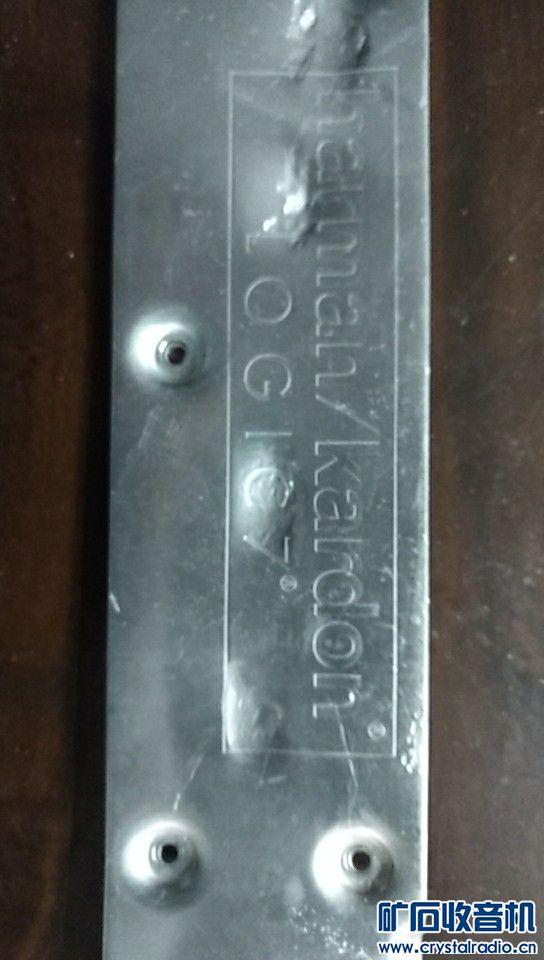 harman/kardon®
LOGIC 7®
矿石收音机
www.crystalradio.cn